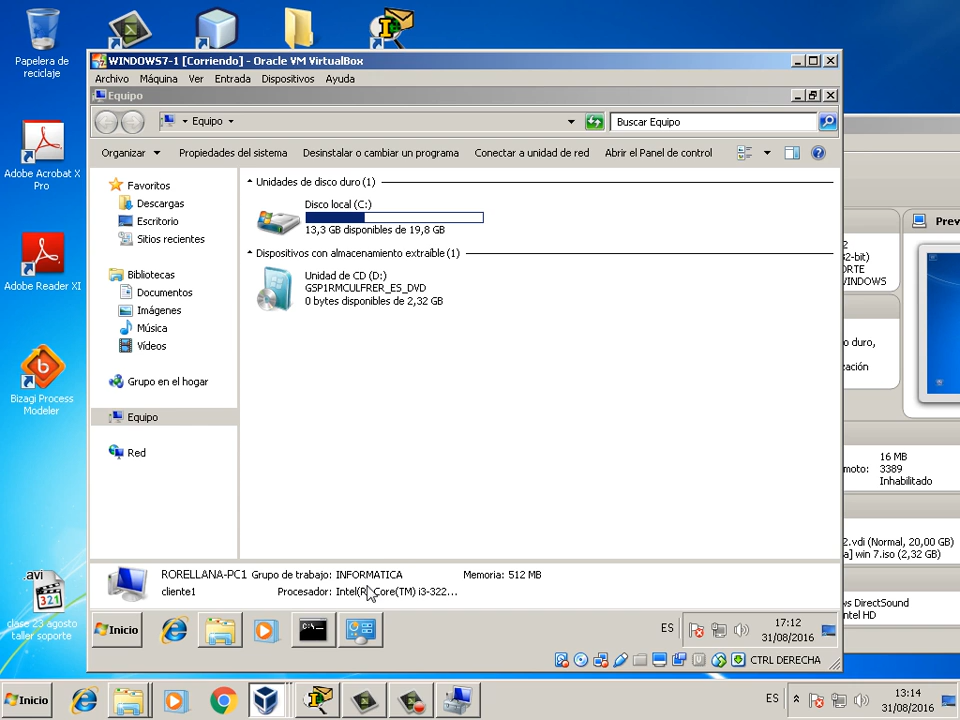 Papelera de
reciclaje
Adobe Acrobat X
Pro
Adobe Reader XI
Bizagi Process
Modeler
.avi
321
clase 23 agosto
taller soporte
WINDOWS7-1 [Corriendo] - Oracle VM VirtualBox
Archivo Máquina Ver Entrada Dispositivos Ayuda
Equipo
Equipo
Buscar Equipo
Organizar Propiedades del sistema Desinstalar o cambiar un programa Conectar a unidad de red Abrir el Panel de control
Favoritos
Descargas
Escritorio
Sitios recientes
Bibliotecas
Documentos
Imágenes
Música
Vídeos
Grupo en el hogar
Equipo
Red
Unidades de disco duro (1)
Disco local (C:)
13,3 GB disponibles de 19,8 GB
Dispositivos con almacenamiento extraíble (1)
Unidad de CD (D:)
GSP1RMCULFRER_ES_DVD
0 bytes disponibles de 2,32 GB
RORELLANA-PC1 Grupo de trabajo: INFORMATICA Memoria: 512 MB
cliente1 Procesador: Intel(R) Core(TM) i3-322...
Inicio
C:\.
ES
17:12
31/08/2016
CTRL DERECHA
Prev
2
32-bit)
ORTE
WINDOWS
o duro,
zación
16 MB
moto: 3389
Inhabilitado
2.vdi (Normal, 20,00 GB)
a] win 7.iso (2,32 GB)
ws DirectSound
ntel HD
Inicio
ES
13:14
31/08/2016